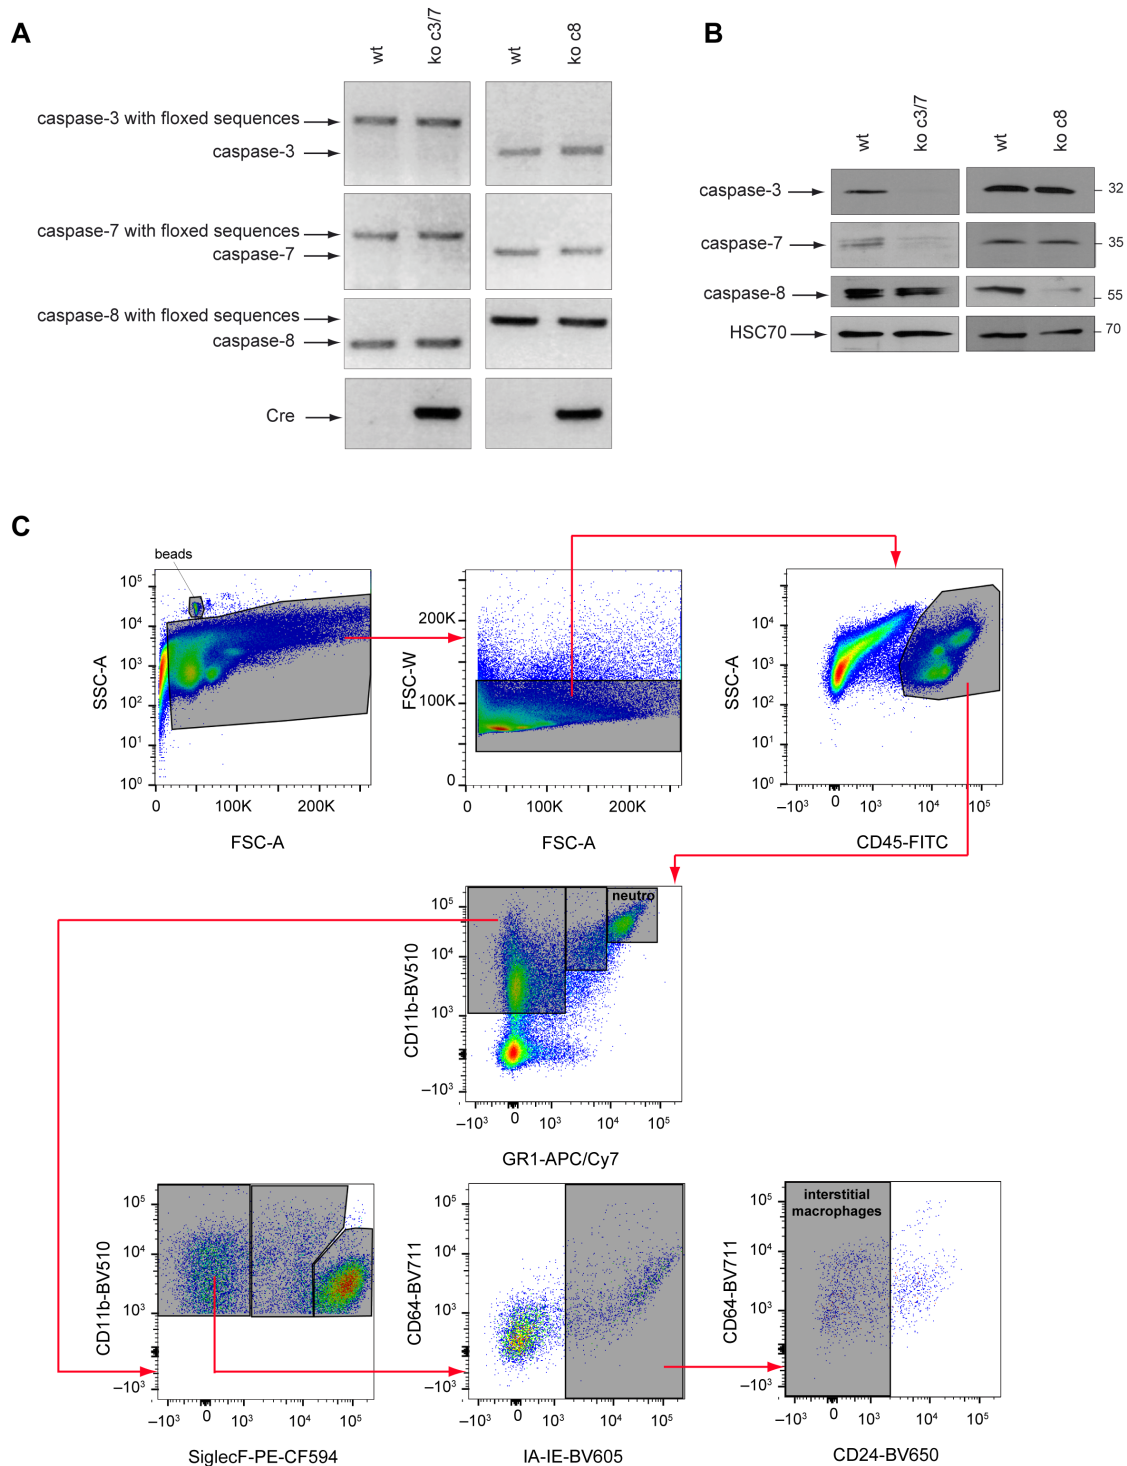 A
wt
ko c3/7
wt
ko c8
caspase-3 with floxed sequences
caspase-3
caspase-7 with floxed sequences
caspase-7
caspase-8 with floxed sequences
caspase-8
Cre
B
wt
ko c3/7
wt
ko c8
caspase-3
32
caspase-7
35
caspase-8
55
HSC70
70
C
beads
10⁵
10⁴
10³
10²
10¹
10⁰
SSC-A
0
100K
200K
FSC-A
200K
100K
0
FSC-W
0
100K
200K
FSC-A
10⁵
10⁴
10³
10²
10¹
10⁰
SSC-A
–10³
0
10³
10⁴
10⁵
CD45-FITC
neutro
10⁵
10⁴
10³
–10³
CD11b-BV510
–10³
0
10³
10⁴
10⁵
GR1-APC/Cy7
10⁵
10⁴
10³
–10³
CD11b-BV510
–10³
0
10³
10⁴
10⁵
SiglecF-PE-CF594
10⁵
10⁴
10³
–10³
CD64-BV711
–10³
0
10³
10⁴
10⁵
IA-IE-BV605
interstitial
macrophages
10⁵
10⁴
10³
–10³
CD64-BV711
–10³
0
10³
10⁴
10⁵
CD24-BV650